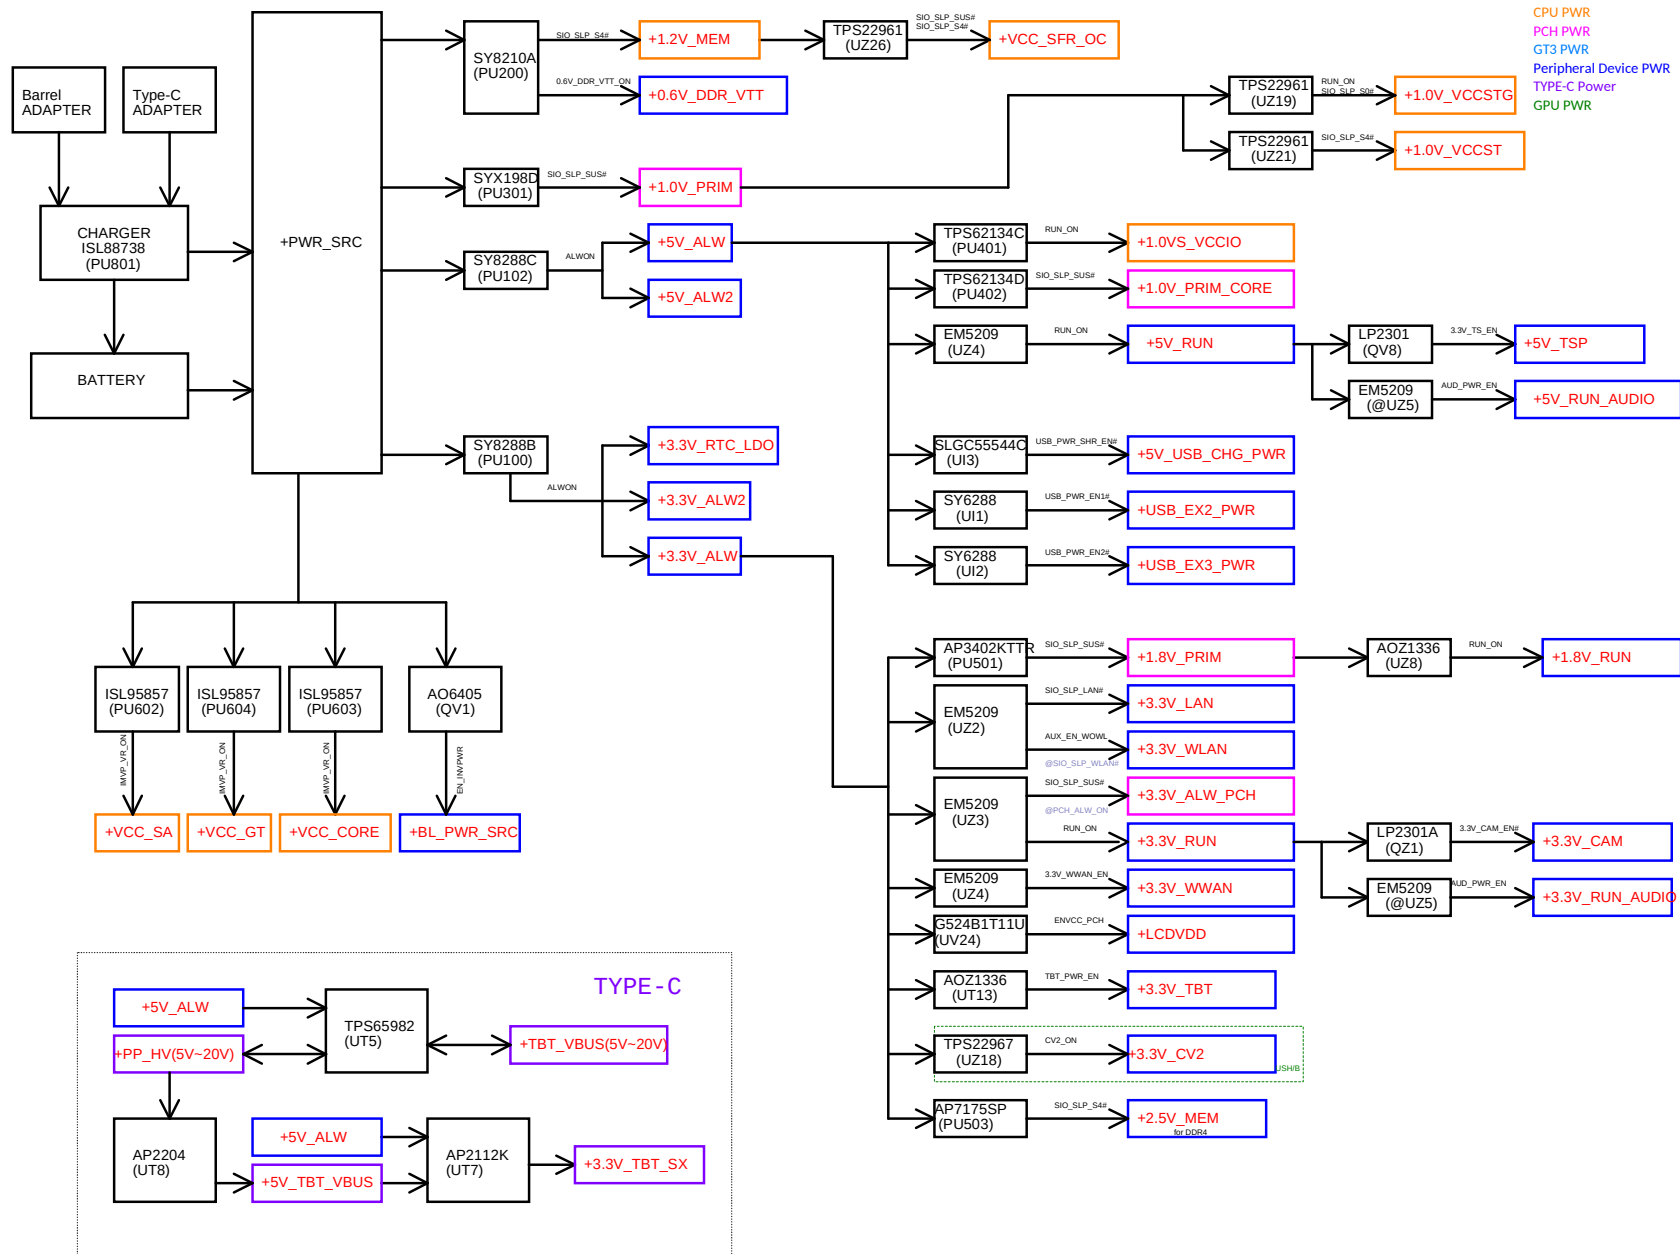 CPU PWR
PCH PWR
GT3 PWR
Peripheral Device PWR
TYPE-C Power
GPU PWR
Barrel
ADAPTER
Type-C
ADAPTER
CHARGER
ISL88738
(PU801)
BATTERY
+PWR_SRC
SY8210A
(PU200)
SIO_SLP_S4#
+1.2V_MEM
TPS22961
(UZ26)
SIO_SLP_SUS#
SIO_SLP_S4#
+VCC_SFR_OC
0.6V_DDR_VTT_ON
+0.6V_DDR_VTT
TPS22961
(UZ19)
RUN_ON
SIO_SLP_S0#
+1.0V_VCCSTG
TPS22961
(UZ21)
SIO_SLP_S4#
+1.0V_VCCST
SYX198D
(PU301)
SIO_SLP_SUS#
+1.0V_PRIM
SY8288C
(PU102)
ALWON
+5V_ALW
+5V_ALW2
TPS62134C
(PU401)
RUN_ON
+1.0VS_VCCIO
TPS62134D
(PU402)
SIO_SLP_SUS#
+1.0V_PRIM_CORE
EM5209
(UZ4)
RUN_ON
+5V_RUN
LP2301
(QV8)
3.3V_TS_EN
+5V_TSP
EM5209
(@UZ5)
AUD_PWR_EN
+5V_RUN_AUDIO
SLGC55544C
(UI3)
USB_PWR_SHR_EN#
+5V_USB_CHG_PWR
SY6288
(UI1)
USB_PWR_EN1#
+USB_EX2_PWR
SY6288
(UI2)
USB_PWR_EN2#
+USB_EX3_PWR
SY8288B
(PU100)
ALWON
+3.3V_RTC_LDO
+3.3V_ALW2
+3.3V_ALW
AP3402KTTR
(PU501)
SIO_SLP_SUS#
+1.8V_PRIM
AOZ1336
(UZ8)
RUN_ON
+1.8V_RUN
EM5209
(UZ2)
SIO_SLP_LAN#
+3.3V_LAN
AUX_EN_WOWL
@SIO_SLP_WLAN#
+3.3V_WLAN
EM5209
(UZ3)
SIO_SLP_SUS#
@PCH_ALW_ON
+3.3V_ALW_PCH
RUN_ON
+3.3V_RUN
LP2301A
(QZ1)
3.3V_CAM_EN#
+3.3V_CAM
EM5209
(@UZ5)
AUD_PWR_EN
+3.3V_RUN_AUDIO
EM5209
(UZ4)
3.3V_WWAN_EN
+3.3V_WWAN
G524B1T11U
(UV24)
ENVCC_PCH
+LCDVDD
AOZ1336
(UT13)
TBT_PWR_EN
+3.3V_TBT
TPS22967
(UZ18)
CV2_ON
+3.3V_CV2
USH/B
AP7175SP
(PU503)
SIO_SLP_S4#
+2.5V_MEM
for DDR4
ISL95857
(PU602)
ISL95857
(PU604)
ISL95857
(PU603)
AO6405
(QV1)
IMVP_VR_ON
IMVP_VR_ON
IMVP_VR_ON
EN_INVPWR
+VCC_SA
+VCC_GT
+VCC_CORE
+BL_PWR_SRC
TYPE-C
+5V_ALW
+PP_HV(5V~20V)
TPS65982
(UT5)
+TBT_VBUS(5V~20V)
AP2204
(UT8)
+5V_ALW
+5V_TBT_VBUS
AP2112K
(UT7)
+3.3V_TBT_SX